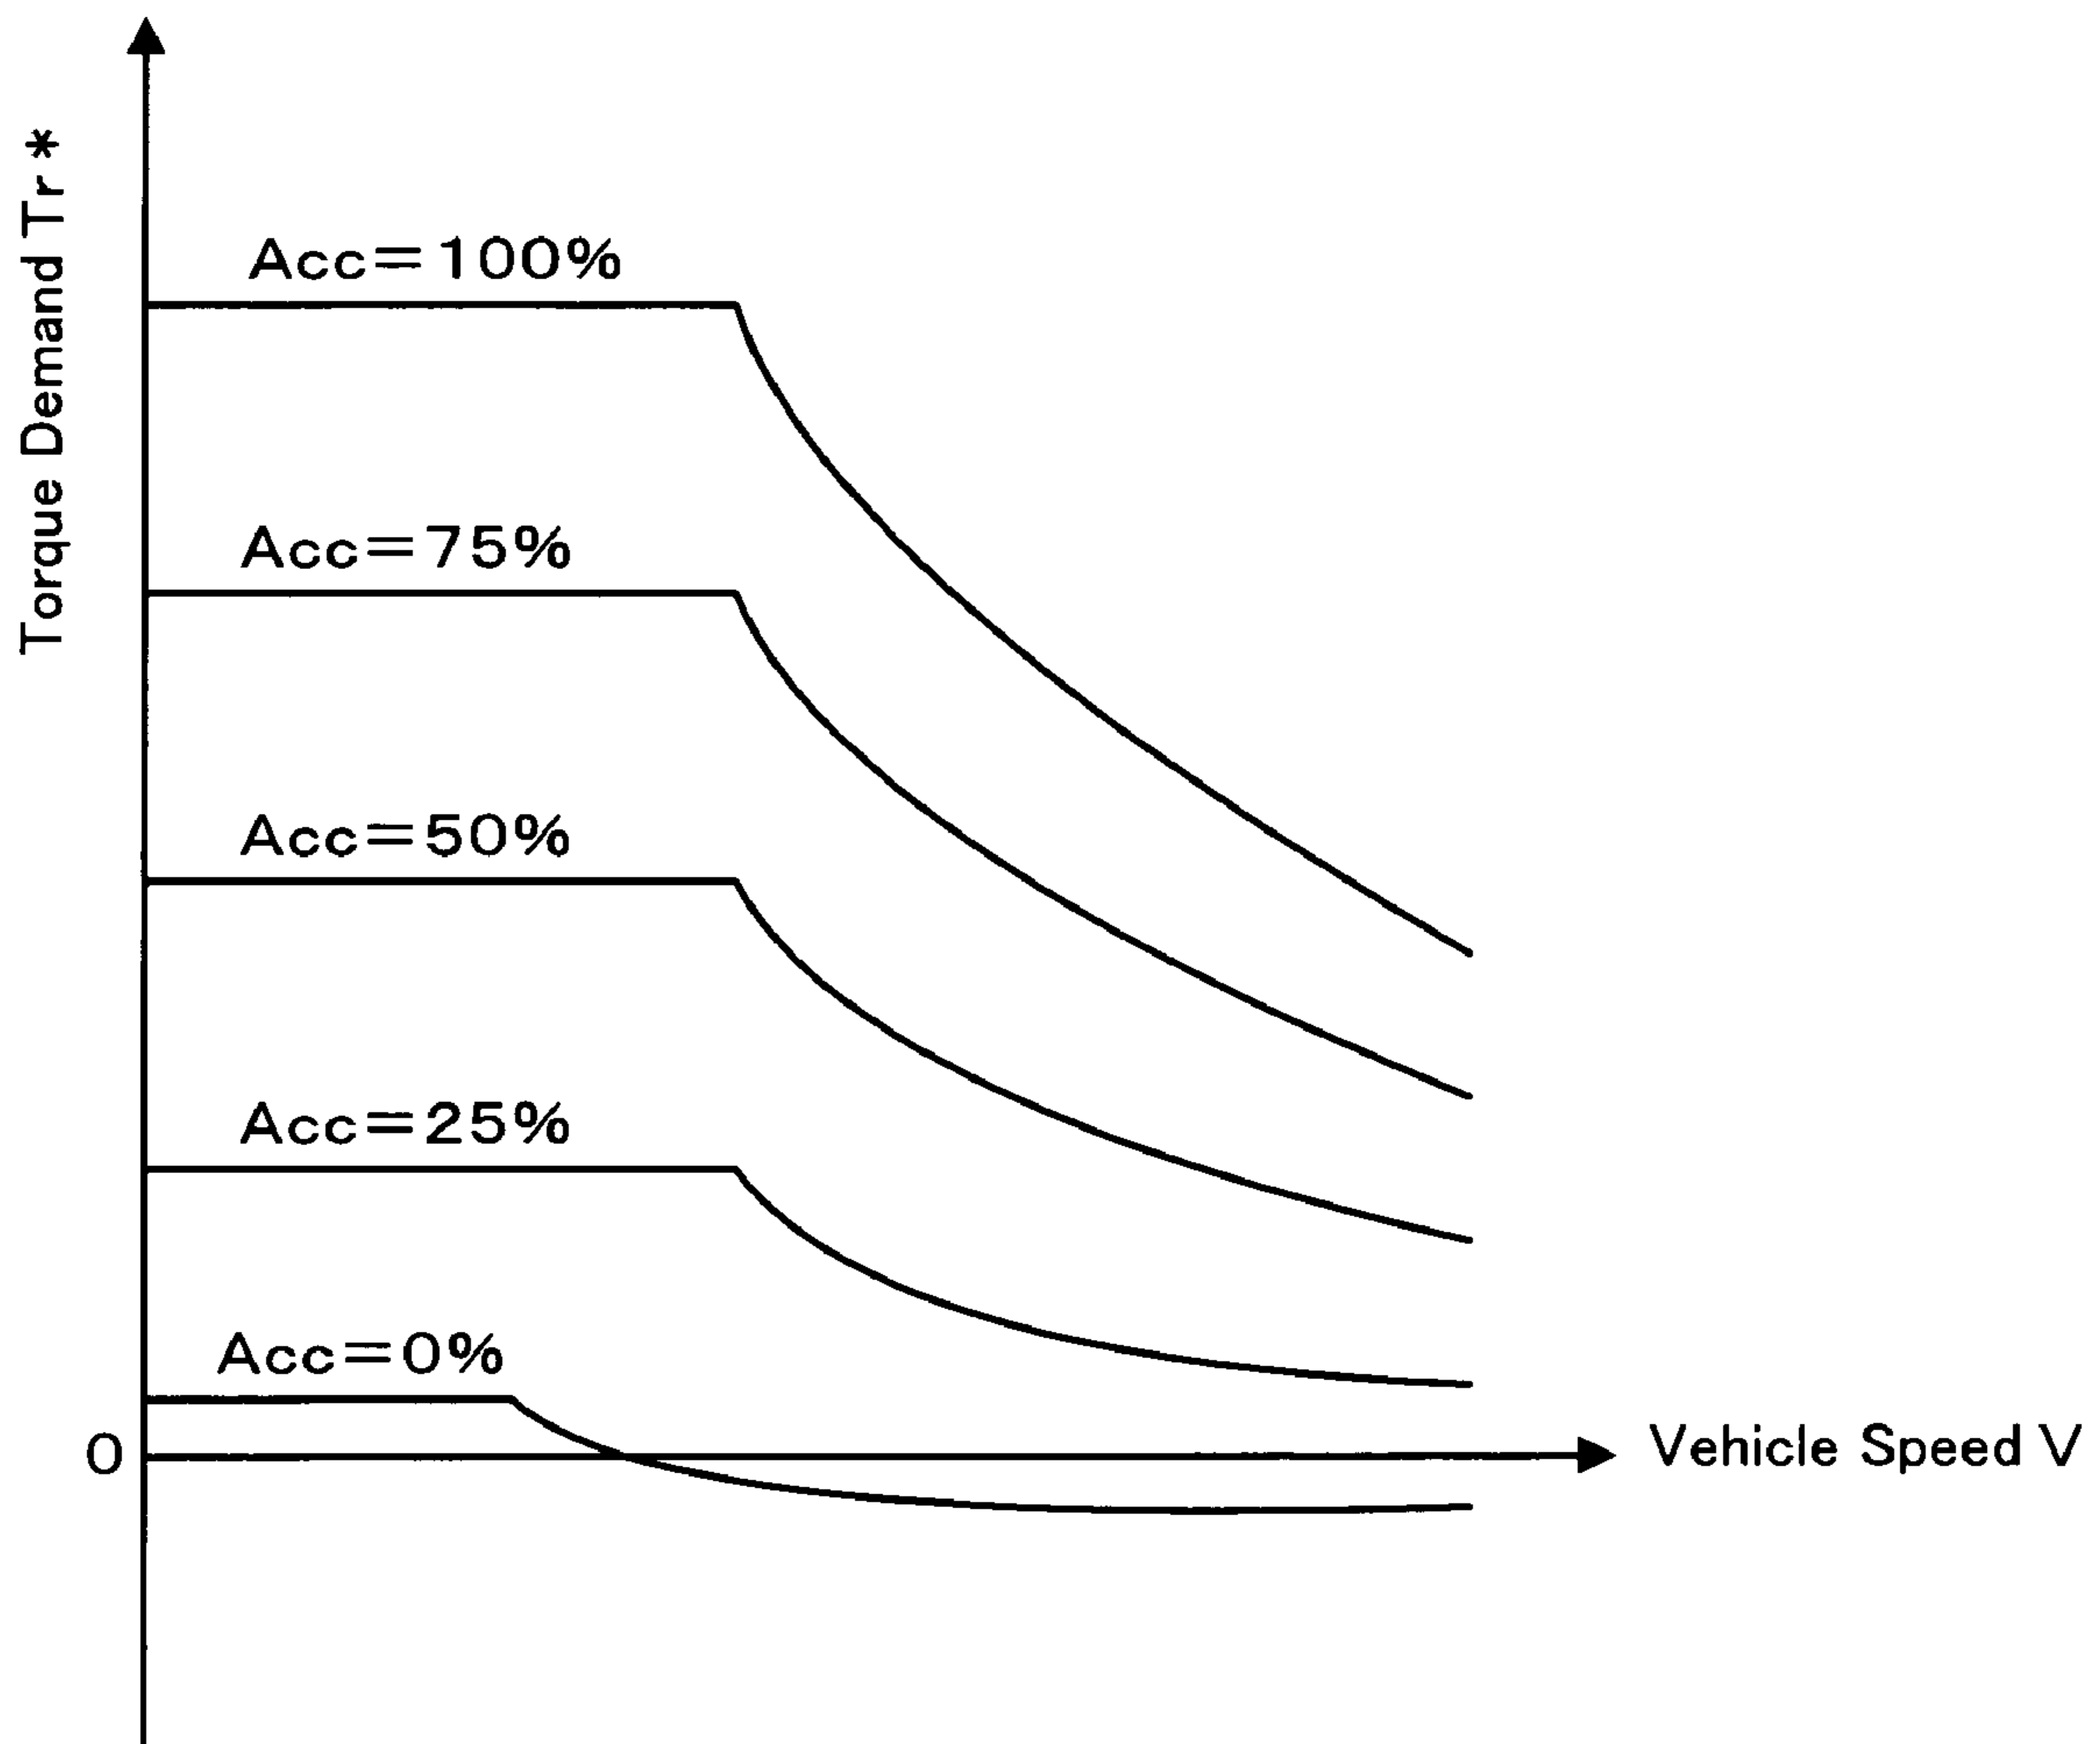 Torque Demand Tr*
Acc=100%
Acc=75%
Acc=50%
Acc=25%
Acc=0%
0
Vehicle Speed V